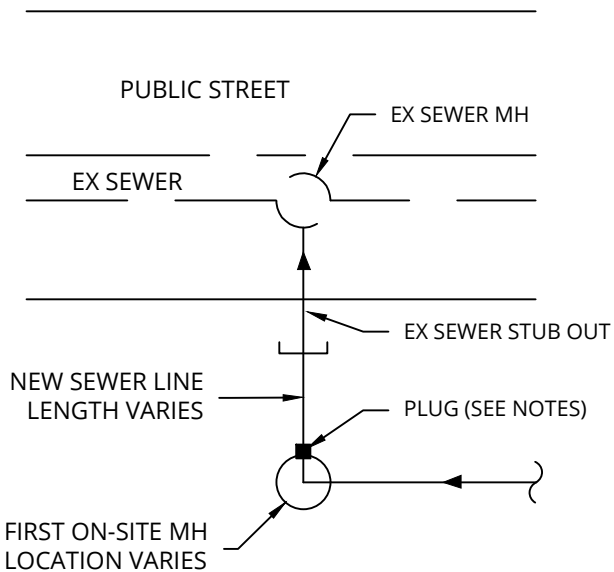 PUBLIC STREET
EX SEWER MH
EX SEWER
EX SEWER STUB OUT
NEW SEWER LINE
LENGTH VARIES
PLUG (SEE NOTES)
FIRST ON-SITE MH
LOCATION VARIES